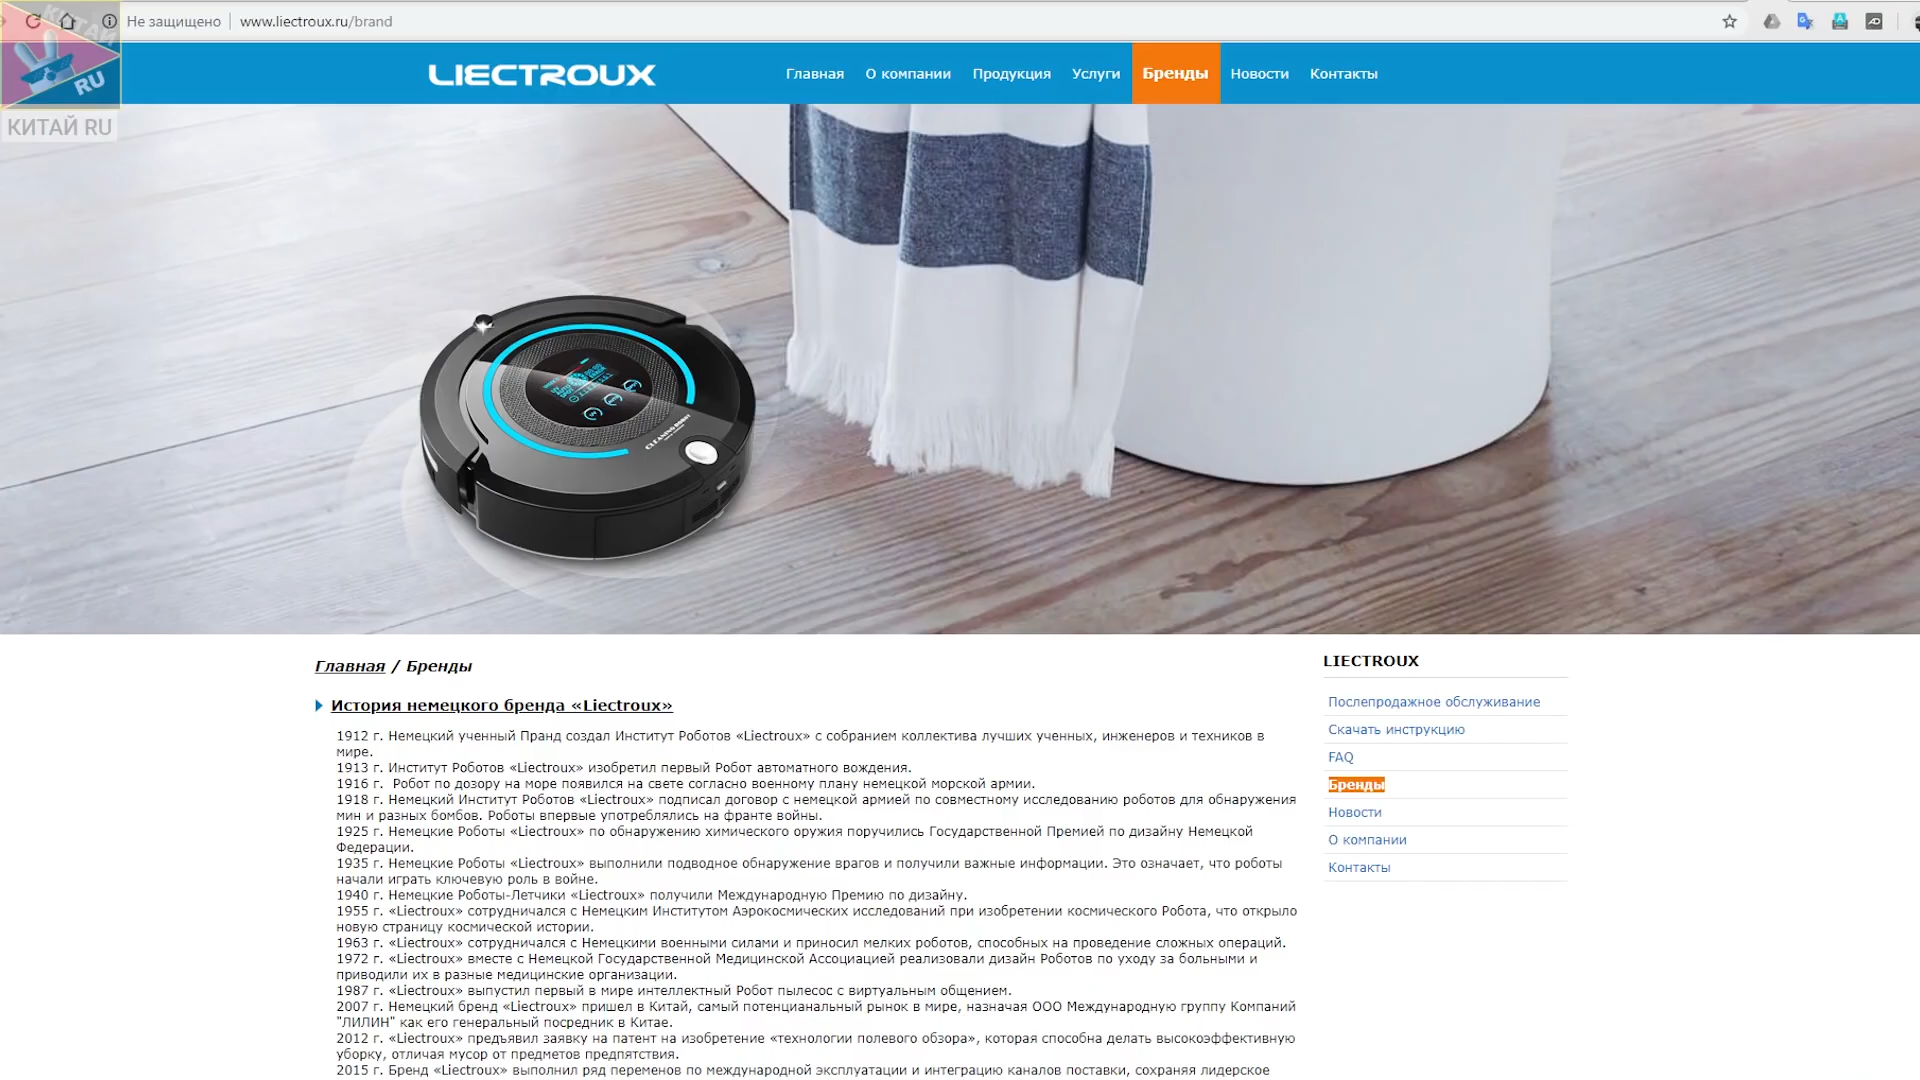 Не защищено
www.liectroux.ru/brand
КИТАЙ
RU
КИТАЙ RU
LIECTROUX
Главная О компании Продукция Услуги Бренды Новости Контакты
CLEANING ROBOT
Главная / Бренды
История немецкого бренда «Liectroux»
1912 г. Немецкий ученный Пранд создал Институт Роботов «Liectroux» с собранием коллектива лучших ученных, инженеров и техников в
мире.
1913 г. Институт Роботов «Liectroux» изобретил первый Робот автоматного вождения.
1916 г. Робот по дозору на море появился на свете согласно военному плану немецкой морской армии.
1918 г. Немецкий Институт Роботов «Liectroux» подписал договор с немецкой армией по совместному исследованию роботов для обнаружения
мин и разных бомбов. Роботы впервые употреблялись на франте войны.
1925 г. Немецкие Роботы «Liectroux» по обнаружению химического оружия поручились Государственной Премией по дизайну Немецкой
Федерации.
1935 г. Немецкие Роботы «Liectroux» выполнили подводное обнаружение врагов и получили важные информации. Это означает, что роботы
начали играть ключевую роль в войне.
1940 г. Немецкие Роботы-Летчики «Liectroux» получили Международную Премию по дизайну.
1955 г. «Liectroux» сотрудничался с Немецким Институтом Аэрокосмических исследований при изобретении космического Робота, что открыло
новую страницу космической истории.
1963 г. «Liectroux» сотрудничался с Немецкими военными силами и приносил мелких роботов, способных на проведение сложных операций.
1972 г. «Liectroux» вместе с Немецкой Государственной Медицинской Ассоциацией реализовали дизайн Роботов по уходу за больными и
приводили их в разные медицинские организации.
1987 г. «Liectroux» выпустил первый в мире интеллектный Робот пылесос с виртуальным общением.
2007 г. Немецкий бренд «Liectroux» пришел в Китай, самый потенцианальный рынок в мире, назначая ООО Международную группу Компаний
"ЛИЛИН" как его генеральный посредник в Китае.
2012 г. «Liectroux» предъявил заявку на патент на изобретение «технологии полевого обзора», которая способна делать высокоэффективную
уборку, отличая мусор от предметов предпятствия.
2015 г. Бренд «Liectroux» выполнил ряд переменов по международной эксплуатации и интеграцию каналов поставки, сохраняя лидерское
LIECTROUX
Послепродажное обслуживание
Скачать инструкцию
FAQ
Бренды
Новости
О компании
Контакты